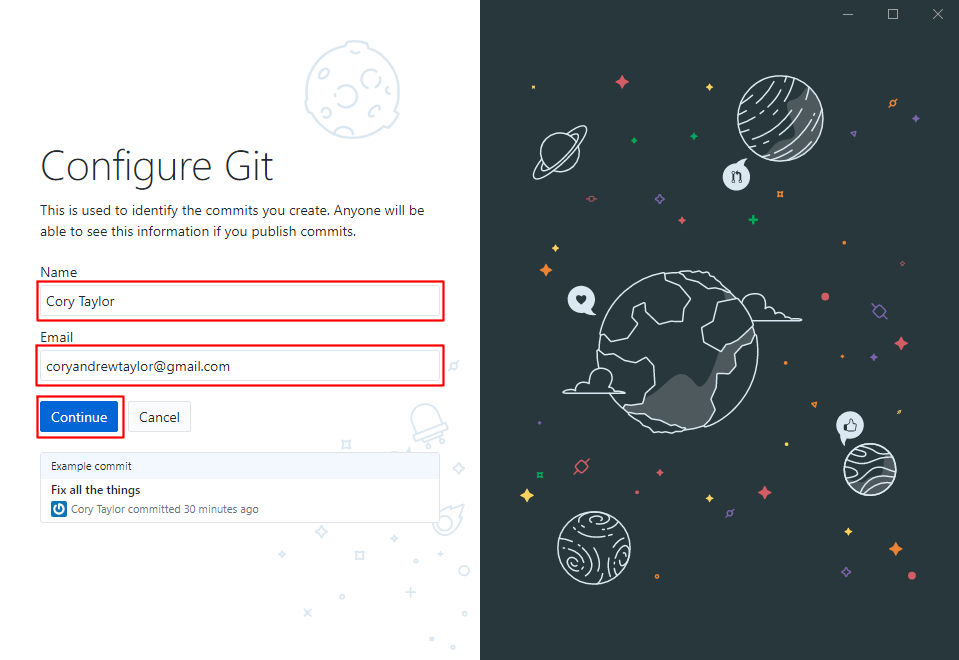 Configure Git
This is used to identify the commits you create. Anyone will be
able to see this information if you publish commits.
Name
Cory Taylor
Email
coryandrewtaylor@gmail.com
Continue
Cancel
Example commit
Fix all the things
Cory Taylor committed 30 minutes ago